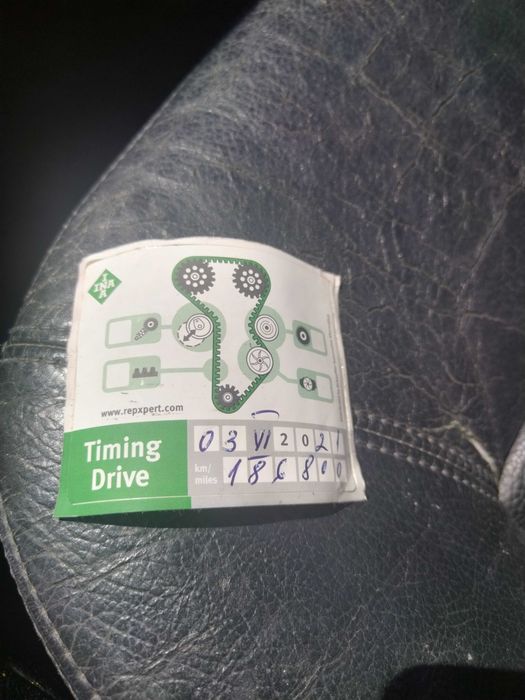 INA
www.repxpert.com
Timing
Drive
03 VI 2021
km/
miles
186800